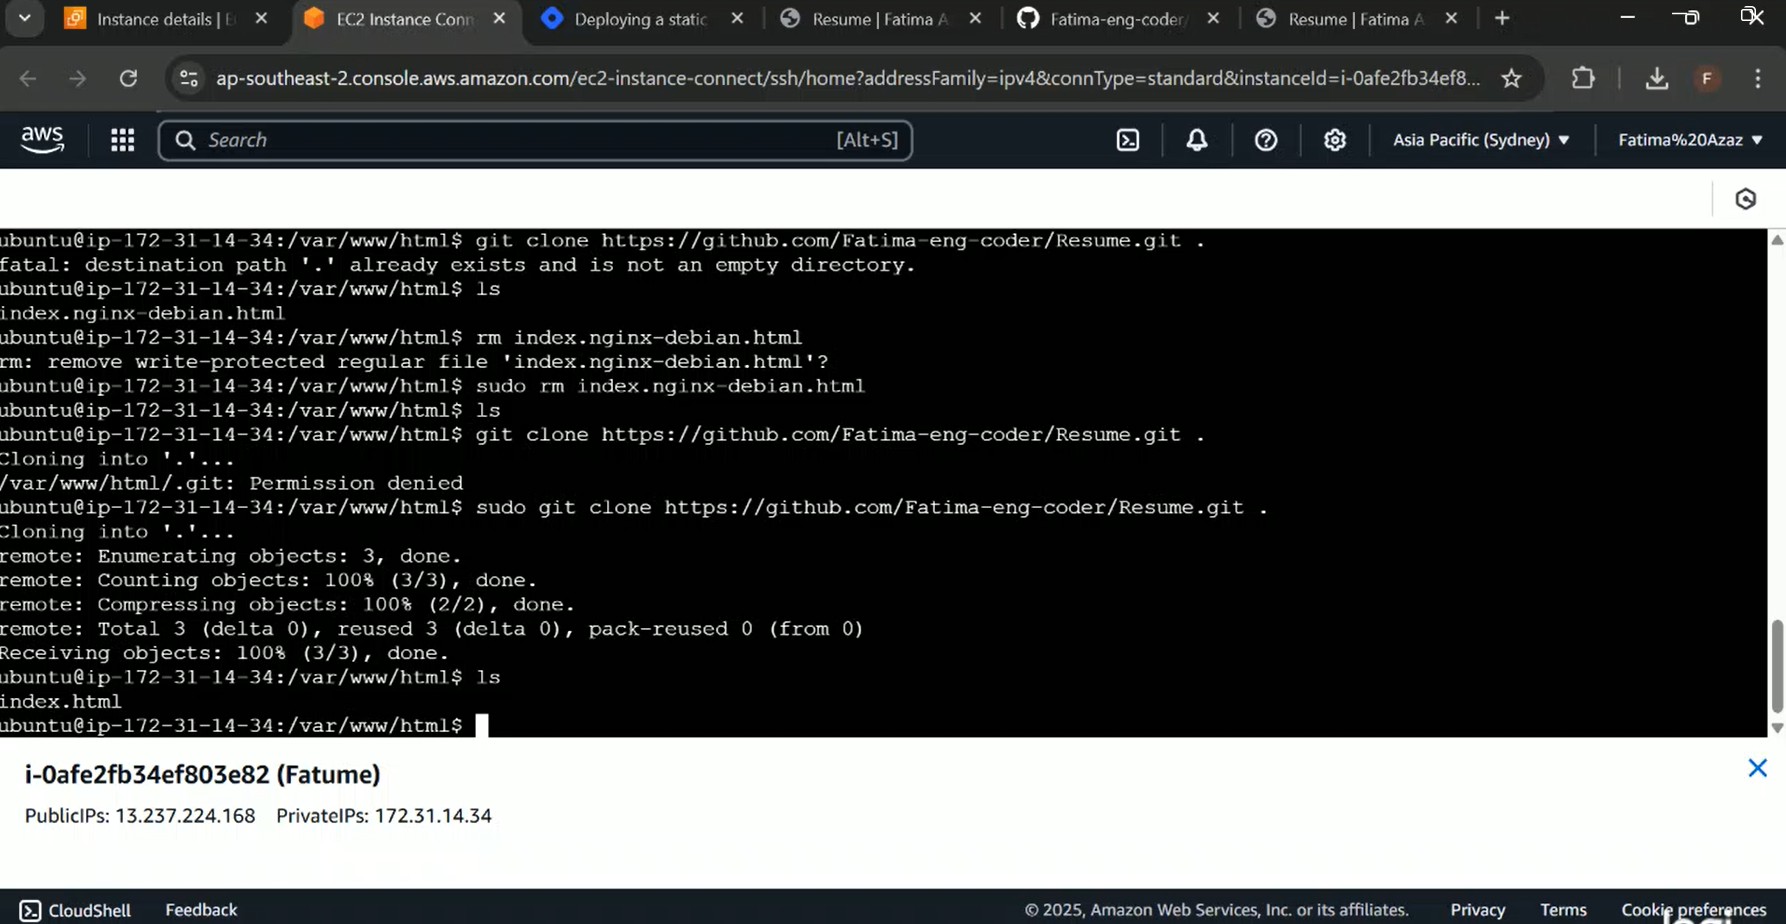 Instance details | E
EC2 Instance Conn
Deploying a static
Resume | Fatima A
Fatima-eng-coder/
Resume | Fatima A
ap-southeast-2.console.aws.amazon.com/ec2-instance-connect/ssh/home?addressFamily=ipv4&connType=standard&instanceId=i-0afe2fb34ef8...
F
aws
Search
[Alt+S]
Asia Pacific (Sydney)
Fatima%20Azaz
ubuntu@ip-172-31-14-34:/var/www/html$ git clone https://github.com/Fatima-eng-coder/Resume.git .
fatal: destination path '.' already exists and is not an empty directory.
ubuntu@ip-172-31-14-34:/var/www/html$ ls
index.nginx-debian.html
ubuntu@ip-172-31-14-34:/var/www/html$ rm index.nginx-debian.html
rm: remove write-protected regular file 'index.nginx-debian.html'?
ubuntu@ip-172-31-14-34:/var/www/html$ sudo rm index.nginx-debian.html
ubuntu@ip-172-31-14-34:/var/www/html$ ls
ubuntu@ip-172-31-14-34:/var/www/html$ git clone https://github.com/Fatima-eng-coder/Resume.git .
Cloning into '.'...
/var/www/html/.git: Permission denied
ubuntu@ip-172-31-14-34:/var/www/html$ sudo git clone https://github.com/Fatima-eng-coder/Resume.git .
Cloning into '.'...
remote: Enumerating objects: 3, done.
remote: Counting objects: 100% (3/3), done.
remote: Compressing objects: 100% (2/2), done.
remote: Total 3 (delta 0), reused 3 (delta 0), pack-reused 0 (from 0)
Receiving objects: 100% (3/3), done.
ubuntu@ip-172-31-14-34:/var/www/html$ ls
index.html
ubuntu@ip-172-31-14-34:/var/www/html$
i-0afe2fb34ef803e82 (Fatume)
PublicIPs: 13.237.224.168 PrivateIPs: 172.31.14.34
CloudShell
Feedback
© 2025, Amazon Web Services, Inc. or its affiliates.
Privacy
Terms
Cookie preferences